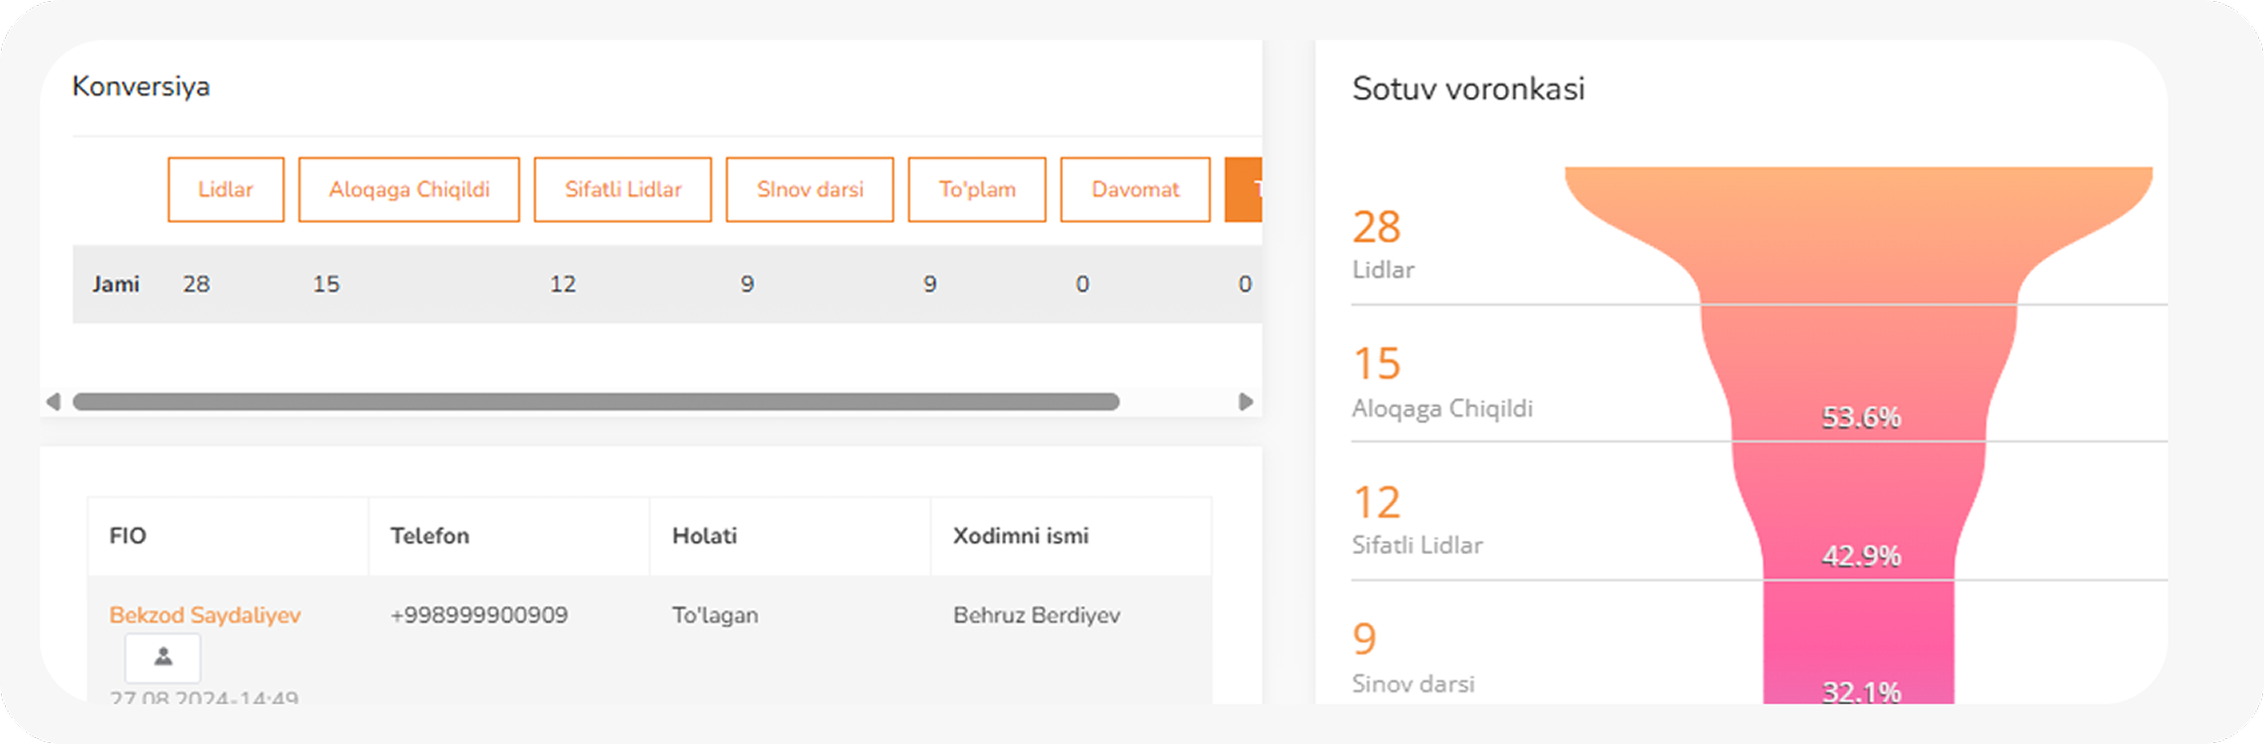 Konversiya
Lidlar Aloqaga Chiqildi Sifatli Lidlar SInov darsi To'plam Davomat
Jami 28 15 12 9 9 0 0
FIO Telefon Holati Xodimni ismi
Bekzod Saydaliyev +998999900909 To'lagan Behruz Berdiyev
27.08.2024-14:49
Sotuv voronkasi
28
Lidlar
15
Aloqaga Chiqildi
53.6%
12
Sifatli Lidlar
42.9%
9
Sinov darsi
32.1%